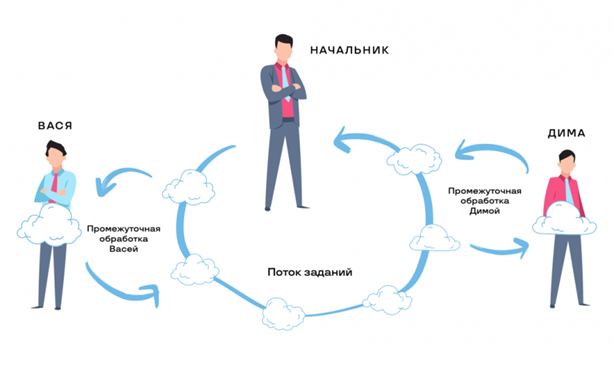 НАЧАЛЬНИК
ВАСЯ
ДИМА
Промежуточная
обработка
Васей
Промежуточная
обработка
Димой
Поток заданий